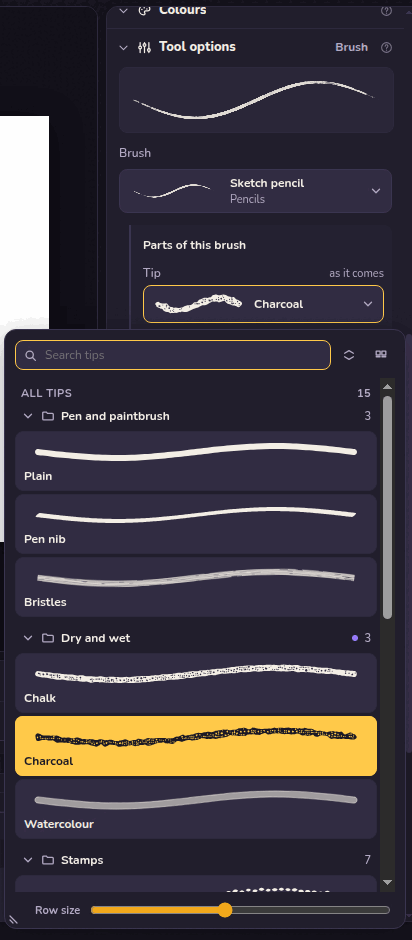 Colours
Tool options Brush
Brush
Sketch pencil
Pencils
Parts of this brush
Tip as it comes
Charcoal
Search tips
ALL TIPS 15
Pen and paintbrush 3
Plain
Pen nib
Bristles
Dry and wet 3
Chalk
Charcoal
Watercolour
Stamps 7
Row size